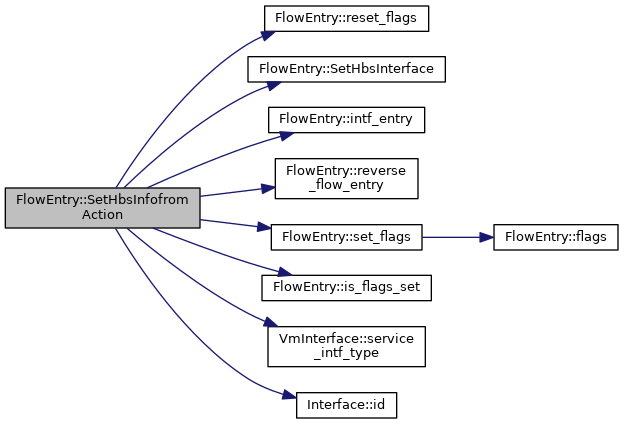 FlowEntry::reset_flags
FlowEntry::SetHbsInterface
FlowEntry::intf_entry
FlowEntry::reverse
_flow_entry
FlowEntry::SetHbsInfofrom
Action
FlowEntry::set_flags
FlowEntry::flags
FlowEntry::is_flags_set
VmInterface::service
_intf_type
Interface::id